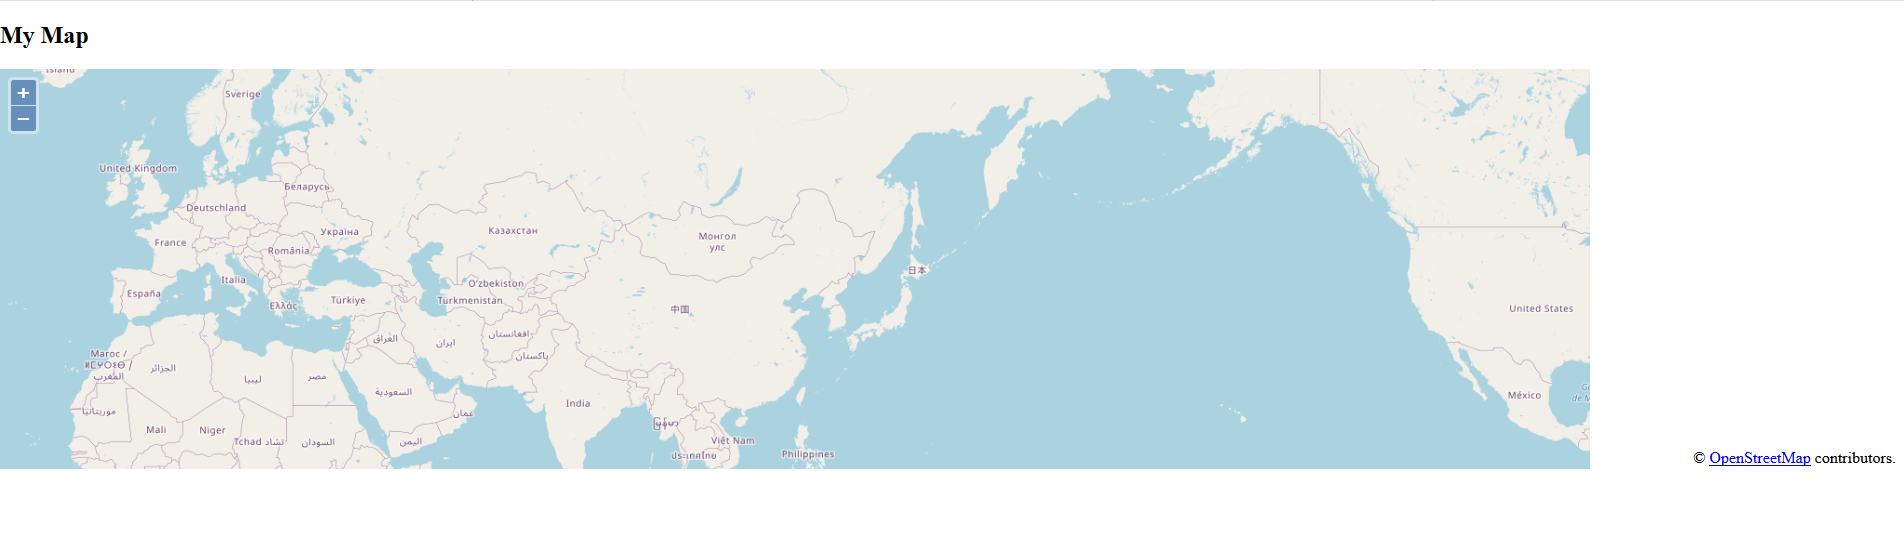 My Map
Island
+
−
Sverige
United Kingdom
Беларусь
Deutschland
Україна
France
România
Казахстан
Монгол
улс
Italia
España
Ελλάς
Türkiye
O'zbekiston
Türkmenistan
日本
中国
United States
Maroc /
ⵍⵎⵖⵔⵉⴱ /
المغرب
الجزائر
ليبيا
مصر
العراق
ایران
افغانستان
پاکستان
السعودية
عمان
India
México
موريتانيا
Mali
Niger
Tchad تشاد
السودان
اليمن
မြန်မာ
Việt Nam
ประเทศไทย
Philippines
© OpenStreetMap contributors.